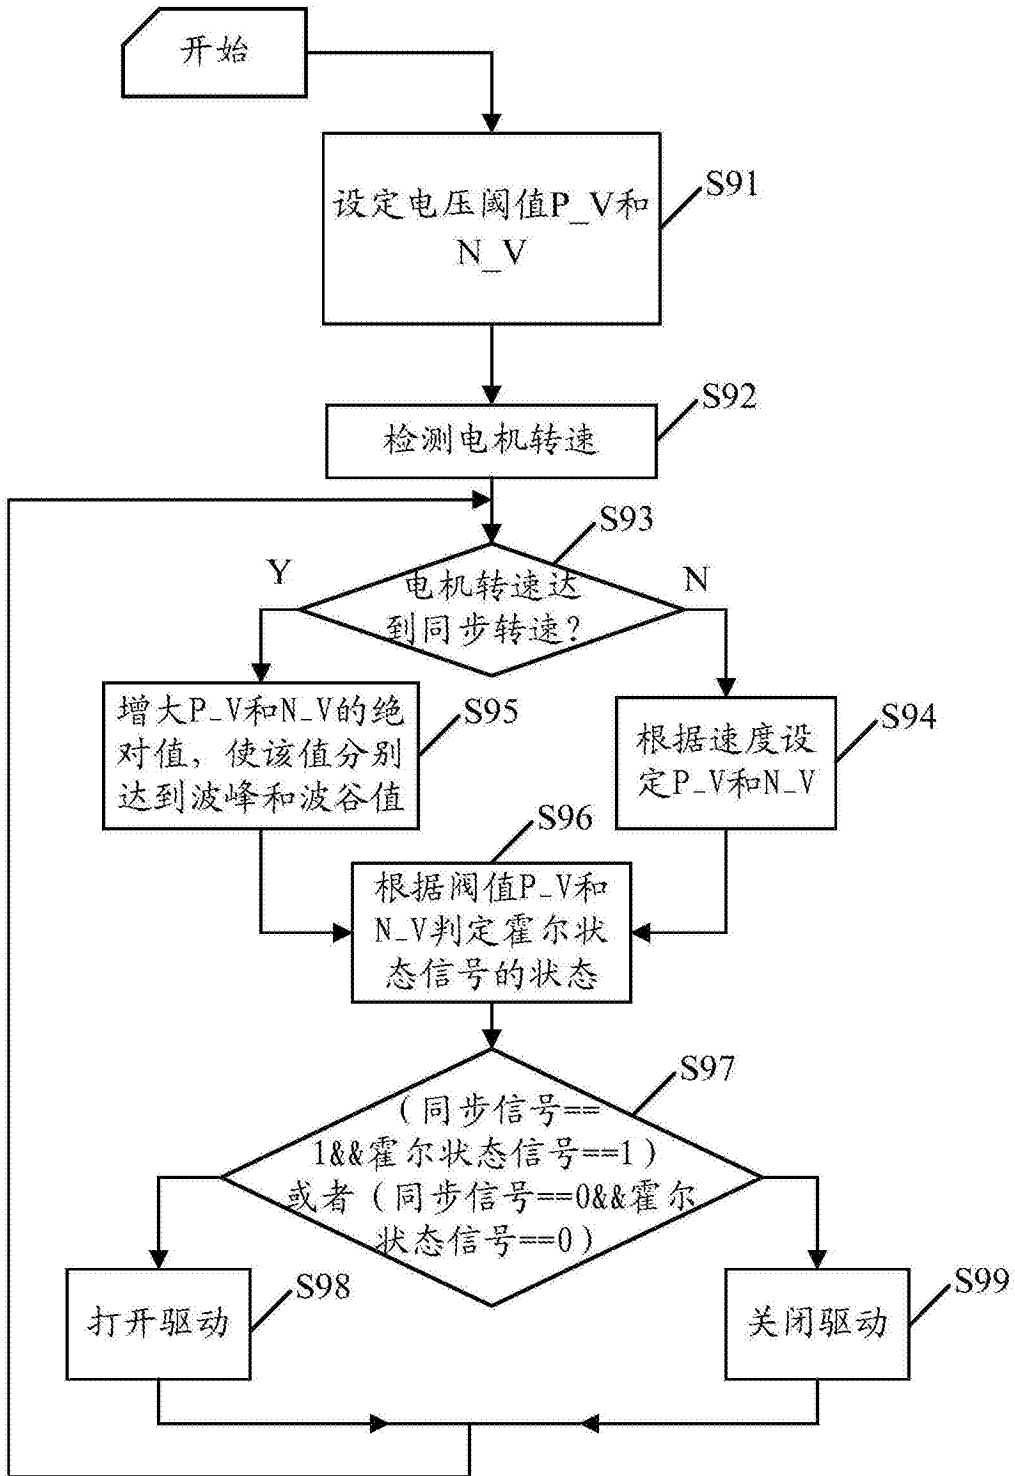 开始
设定电压阈值P_V和
N_V
S91
检测电机转速
S92
S93
Y
N
电机转速达
到同步转速？
增大P_V和N_V的绝
对值，使该值分别
达到波峰和波谷值
S95
根据速度设
定P_V和N_V
S94
S96
根据阀值P_V和
N_V判定霍尔状
态信号的状态
S97
（同步信号==
1&&霍尔状态信号==1）
或者（同步信号==0&&霍尔
状态信号==0）
打开驱动
S98
关闭驱动
S99